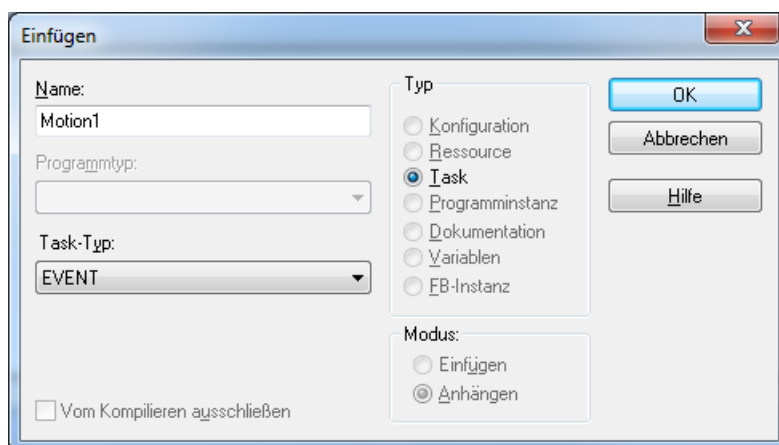 Einfügen
Name:
Motion1
Programmtyp:
Task-Typ:
EVENT
Vom Kompilieren ausschließen
Typ
Konfiguration
Ressource
Task
Programminstanz
Dokumentation
Variablen
FB-Instanz
Modus:
Einfügen
Anhängen
OK
Abbrechen
Hilfe